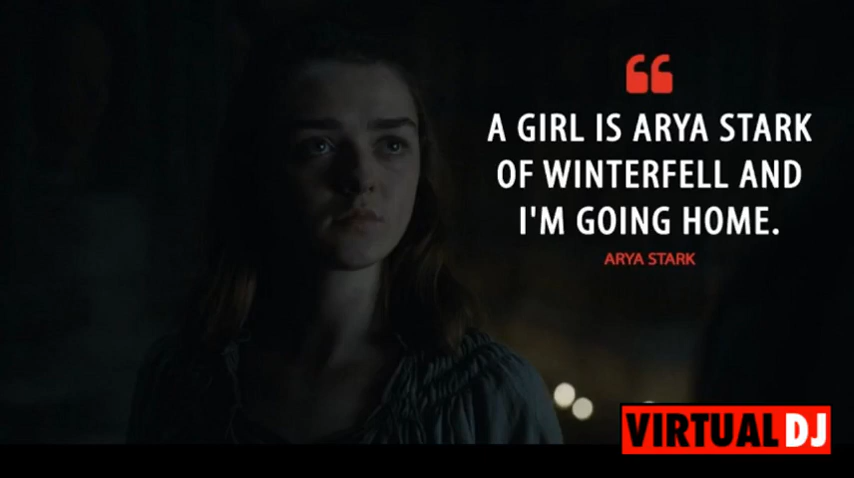 A GIRL IS ARYA STARK
OF WINTERFELL AND
I'M GOING HOME.
ARYA STARK
VIRTUAL DJ